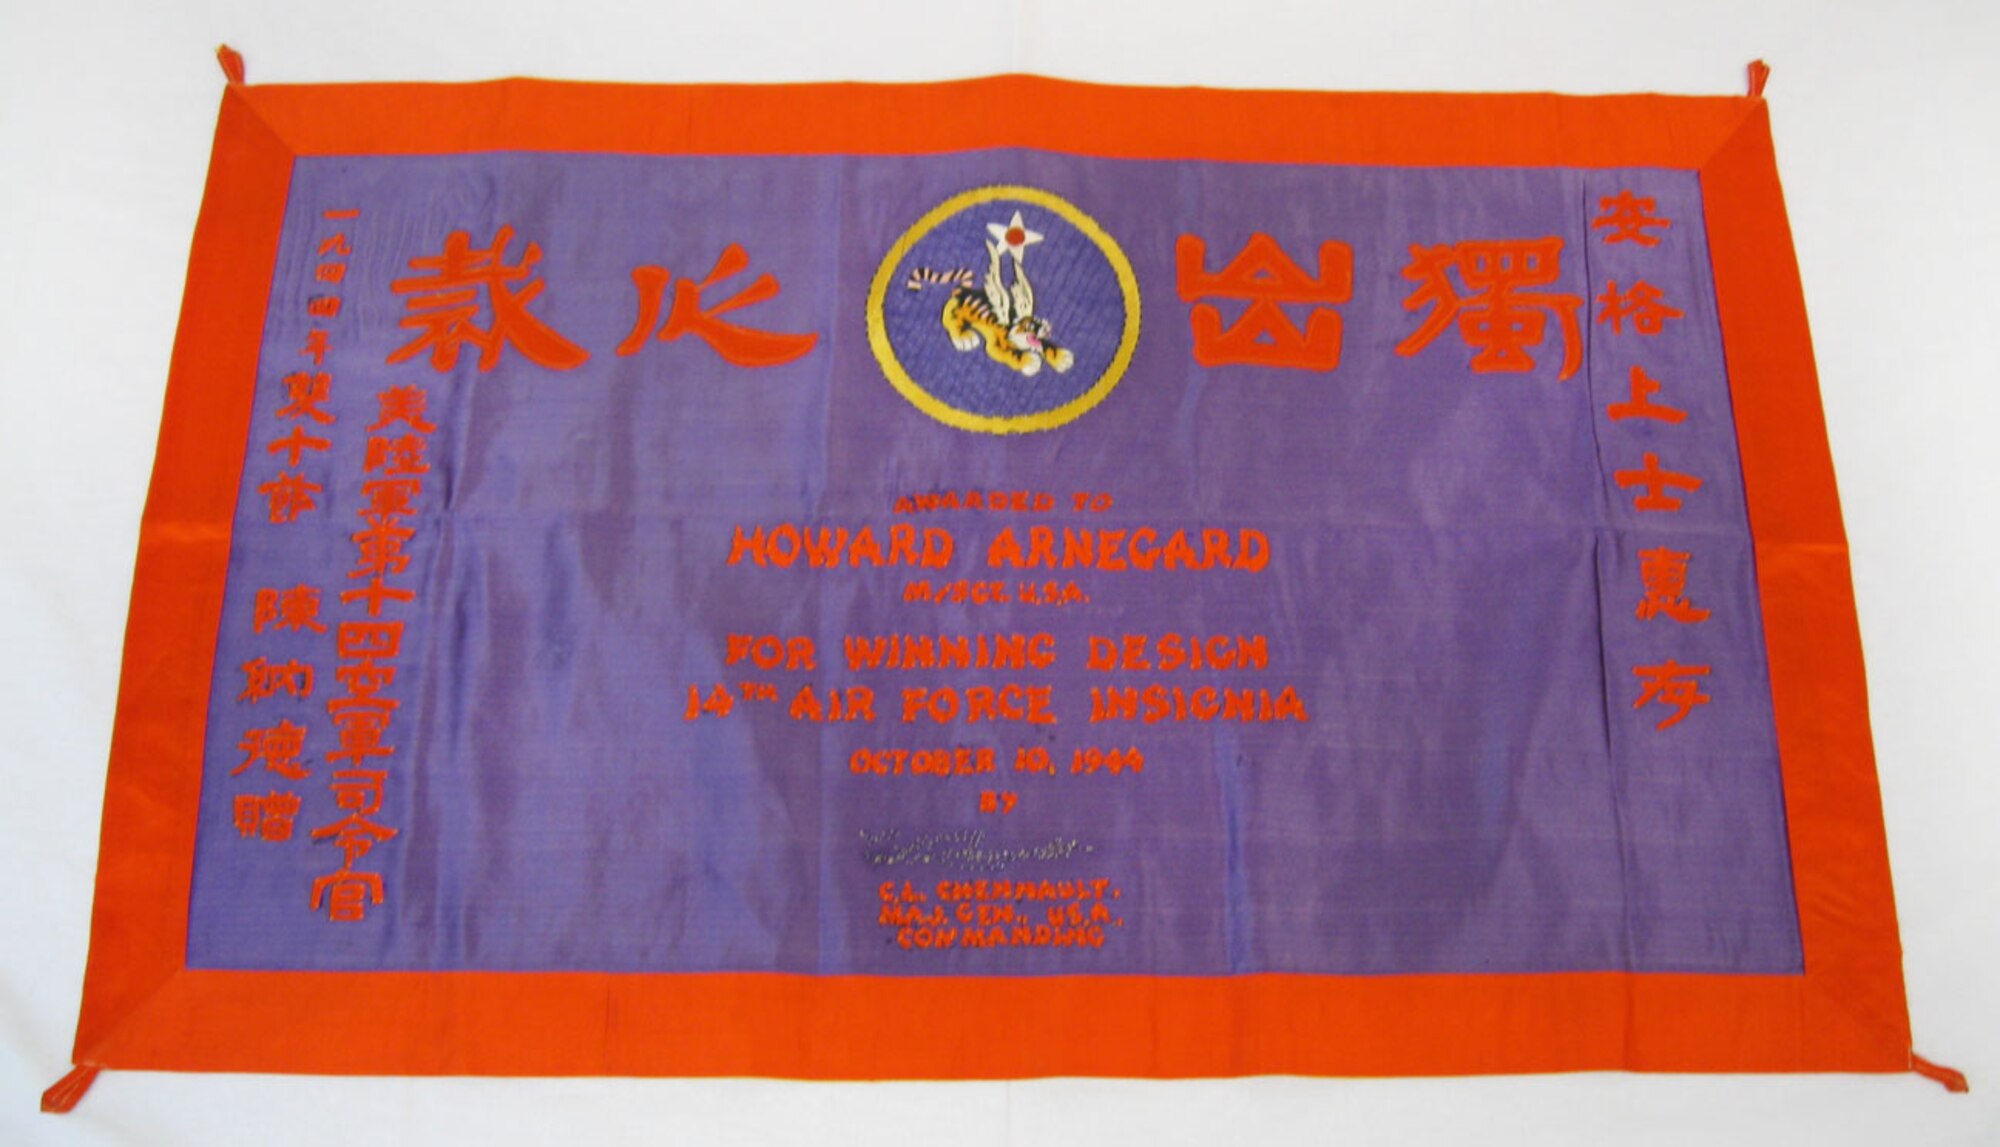 安格上士惠存
獨出心裁
AWARDED TO
HOWARD ARNEGARD
M/SGT. U.S.A.
FOR WINNING DESIGN
14TH AIR FORCE INSIGNIA
OCTOBER 10, 1944
BY
C.L. CHENNAULT.
MAJ. GEN., U.S.A.,
COMMANDING
美陸軍第十四空軍司令官
一九四四年雙十節 陳納德贈